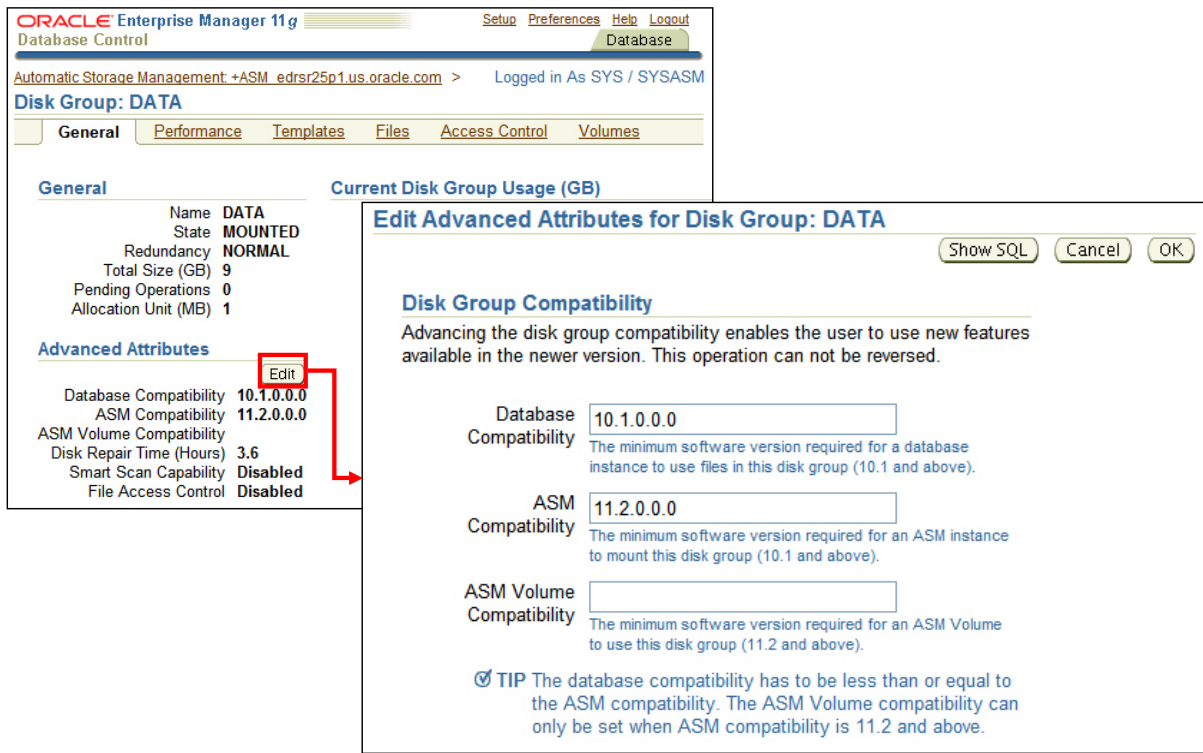 ORACLE Enterprise Manager 11g
Setup Preferences Help Logout
Database Control
Database
Automatic Storage Management: +ASM_edrsr25p1.us.oracle.com >
Logged in As SYS / SYSASM
Disk Group: DATA
General Performance Templates Files Access Control Volumes
General
Name DATA
State MOUNTED
Redundancy NORMAL
Total Size (GB) 9
Pending Operations 0
Allocation Unit (MB) 1
Current Disk Group Usage (GB)
Advanced Attributes
Edit
Database Compatibility 10.1.0.0.0
ASM Compatibility 11.2.0.0.0
ASM Volume Compatibility
Disk Repair Time (Hours) 3.6
Smart Scan Capability Disabled
File Access Control Disabled
Edit Advanced Attributes for Disk Group: DATA
Show SQL Cancel OK
Disk Group Compatibility
Advancing the disk group compatibility enables the user to use new features
available in the newer version. This operation can not be reversed.
Database
Compatibility
10.1.0.0.0
The minimum software version required for a database
instance to use files in this disk group (10.1 and above).
ASM
Compatibility
11.2.0.0.0
The minimum software version required for an ASM instance
to mount this disk group (10.1 and above).
ASM Volume
Compatibility
The minimum software version required for an ASM Volume
to use this disk group (11.2 and above).
TIP The database compatibility has to be less than or equal to
the ASM compatibility. The ASM Volume compatibility can
only be set when ASM compatibility is 11.2 and above.